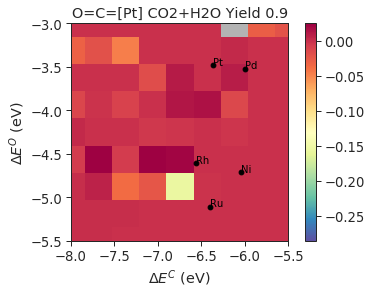 O=C=[Pt] CO2+H2O Yield 0.9
−3.0
−3.5
−4.0
−4.5
−5.0
−5.5
ΔE^O (eV)
Pt
Pd
Rh
Ni
Ru
−8.0 −7.5 −7.0 −6.5 −6.0 −5.5
ΔE^C (eV)
0.00
−0.05
−0.10
−0.15
−0.20
−0.25